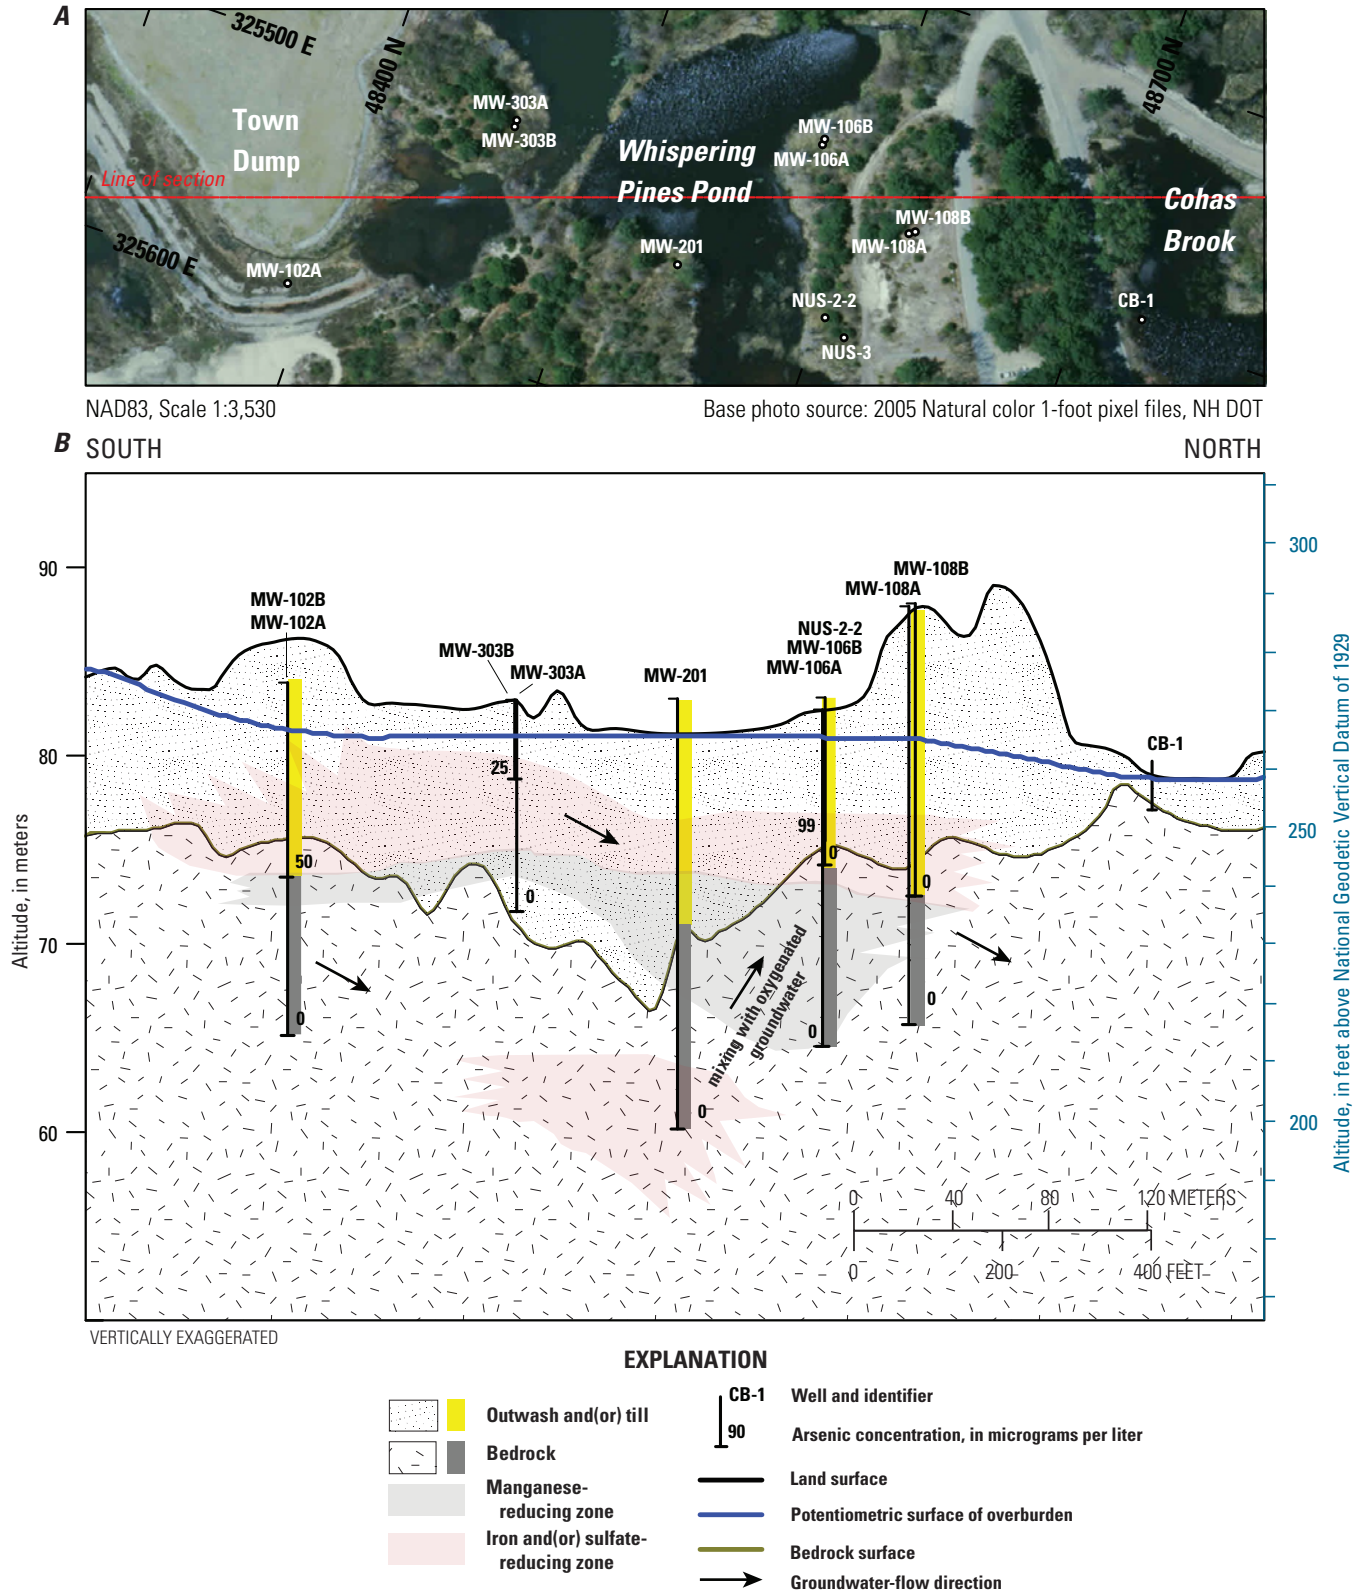 A
325500 E
48400 N
48700 N
Town
Dump
MW-303A
MW-303B
Whispering
Pines Pond
MW-106B
MW-106A
Line of section
Cohas
Brook
MW-108B
MW-108A
325600 E
MW-102A
MW-201
NUS-2-2
NUS-3
CB-1
NAD83, Scale 1:3,530
Base photo source: 2005 Natural color 1-foot pixel files, NH DOT
B
SOUTH
NORTH
Altitude, in meters
90
80
70
60
Altitude, in feet above National Geodetic Vertical Datum of 1929
300
250
200
MW-102B
MW-102A
MW-303B
MW-303A
MW-201
NUS-2-2
MW-106B
MW-106A
MW-108B
MW-108A
CB-1
25
99
0
50
0
0
0
0
0
0
0
mixing with oxygenated
groundwater
0 40 80 120 METERS
0 200 400 FEET
VERTICALLY EXAGGERATED
EXPLANATION
Outwash and(or) till
Bedrock
Manganese-
reducing zone
Iron and(or) sulfate-
reducing zone
CB-1 Well and identifier
90 Arsenic concentration, in micrograms per liter
Land surface
Potentiometric surface of overburden
Bedrock surface
Groundwater-flow direction